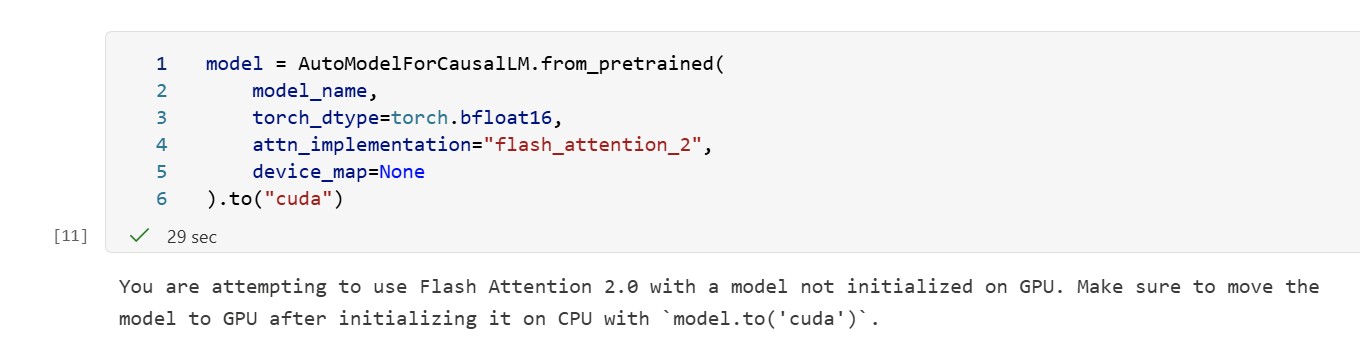 1 model = AutoModelForCausalLM.from_pretrained(
2     model_name,
3     torch_dtype=torch.bfloat16,
4     attn_implementation="flash_attention_2",
5     device_map=None
6 ).to("cuda")
[11] 29 sec
You are attempting to use Flash Attention 2.0 with a model not initialized on GPU. Make sure to move the
model to GPU after initializing it on CPU with `model.to('cuda')`.